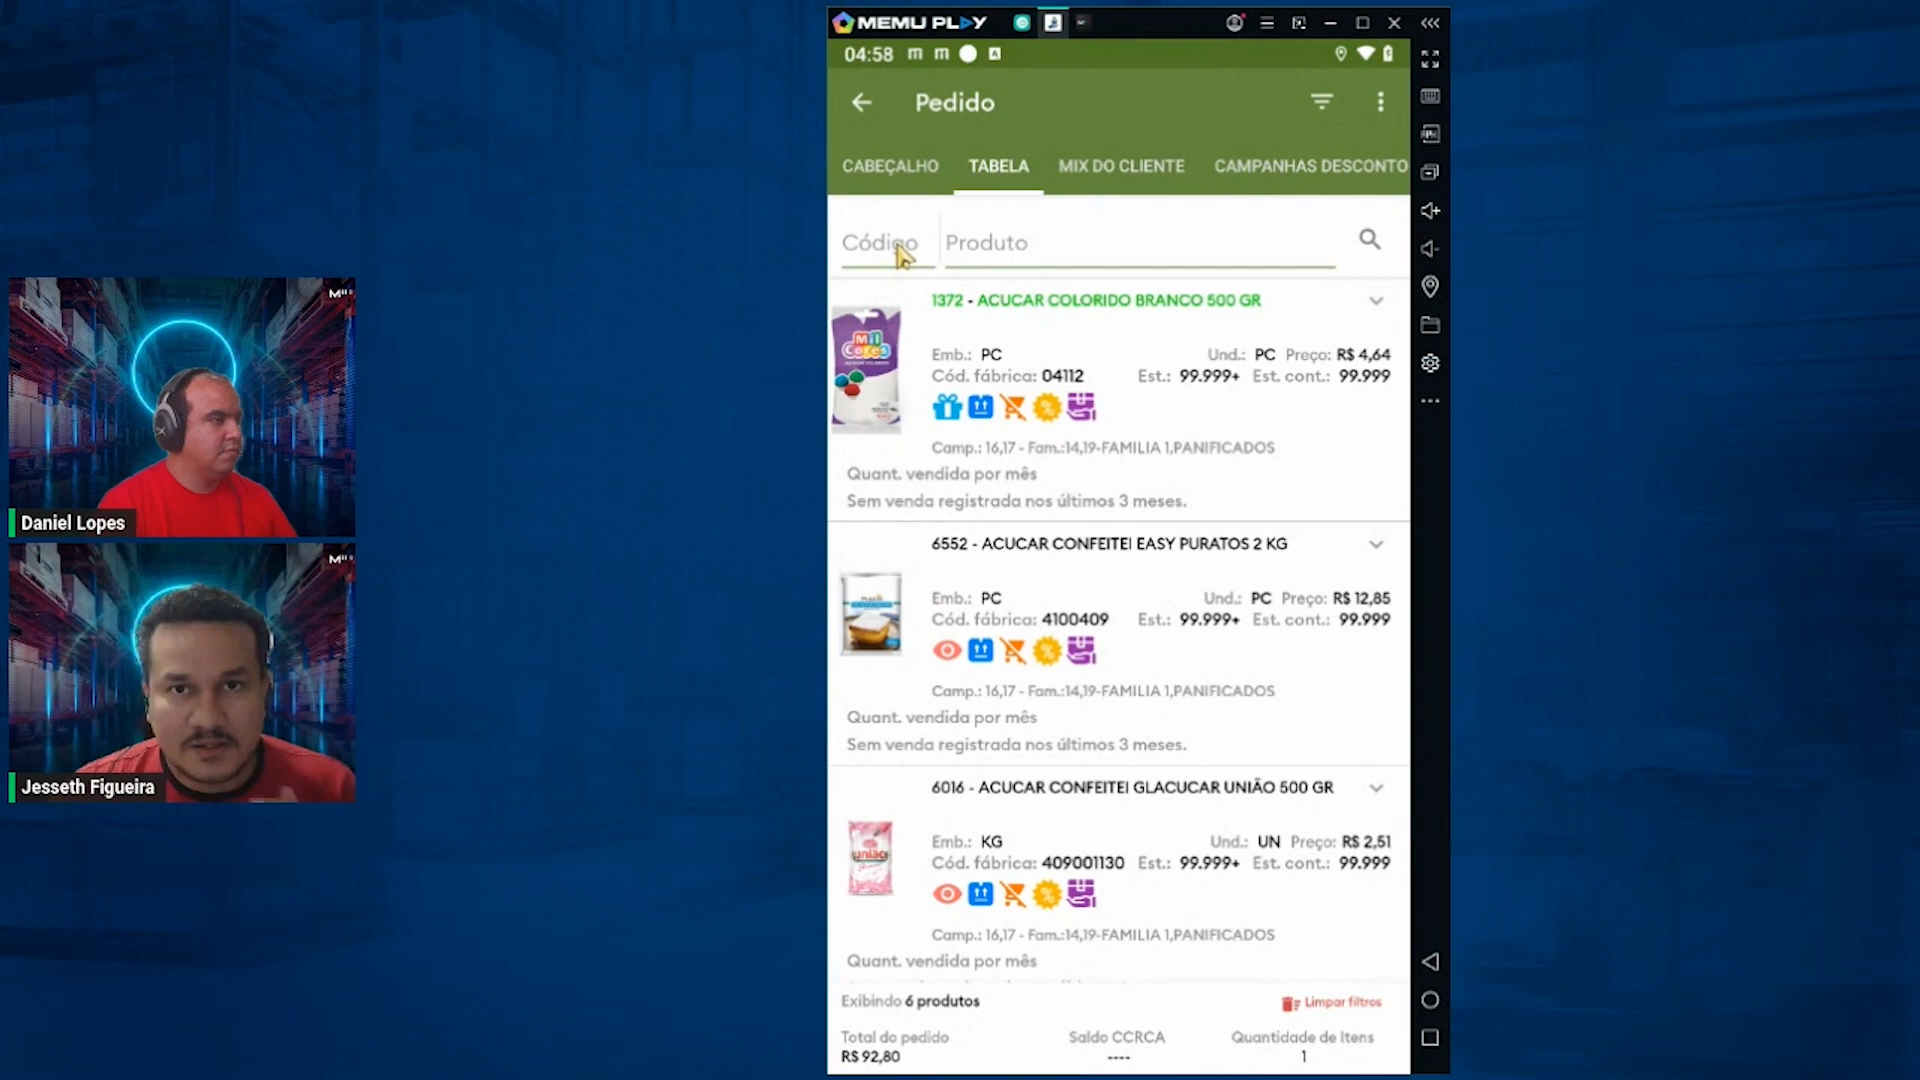 MEMU PLAY
04:58
Pedido
CABEÇALHO TABELA MIX DO CLIENTE CAMPANHAS DESCONTO
Código Produto
1372 - ACUCAR COLORIDO BRANCO 500 GR
Mil Cores
Emb.: PC Und.: PC Preço: R$ 4,64
Cód. fábrica: 04112 Est.: 99.999+ Est. cont.: 99.999
Camp.: 16,17 - Fam.:14,19-FAMILIA 1,PANIFICADOS
Quant. vendida por mês
Sem venda registrada nos últimos 3 meses.
6552 - ACUCAR CONFEITEI EASY PURATOS 2 KG
Emb.: PC Und.: PC Preço: R$ 12,85
Cód. fábrica: 4100409 Est.: 99.999+ Est. cont.: 99.999
Camp.: 16,17 - Fam.:14,19-FAMILIA 1,PANIFICADOS
Quant. vendida por mês
Sem venda registrada nos últimos 3 meses.
6016 - ACUCAR CONFEITEI GLACUCAR UNIÃO 500 GR
união
Emb.: KG Und.: UN Preço: R$ 2,51
Cód. fábrica: 409001130 Est.: 99.999+ Est. cont.: 99.999
Camp.: 16,17 - Fam.:14,19-FAMILIA 1,PANIFICADOS
Quant. vendida por mês
Exibindo 6 produtos Limpar filtros
Total do pedido Saldo CCRCA Quantidade de Itens
R$ 92,80 ---- 1
Daniel Lopes
Jesseth Figueira